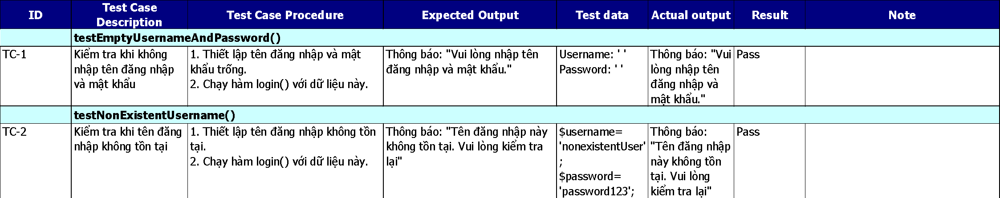 ID
Test Case
Description
Test Case Procedure
Expected Output
Test data
Actual output
Result
Note
testEmptyUsernameAndPassword()
TC-1
Kiểm tra khi không
nhập tên đăng nhập
và mật khẩu
1. Thiết lập tên đăng nhập và mật
khẩu trống.
2. Chạy hàm login() với dữ liệu này.
Thông báo: "Vui lòng nhập tên
đăng nhập và mật khẩu."
Username: ' '
Password: ' '
Thông báo: "Vui
lòng nhập tên
đăng nhập và
mật khẩu."
Pass
testNonExistentUsername()
TC-2
Kiểm tra khi tên đăng
nhập không tồn tại
1. Thiết lập tên đăng nhập không tồn
tại.
2. Chạy hàm login() với dữ liệu này.
Thông báo: "Tên đăng nhập này
không tồn tại. Vui lòng kiểm tra
lại"
$username=
'nonexistentUser'
;
$password=
'password123';
Thông báo:
"Tên đăng nhập
này không tồn
tại. Vui lòng
kiểm tra lại"
Pass